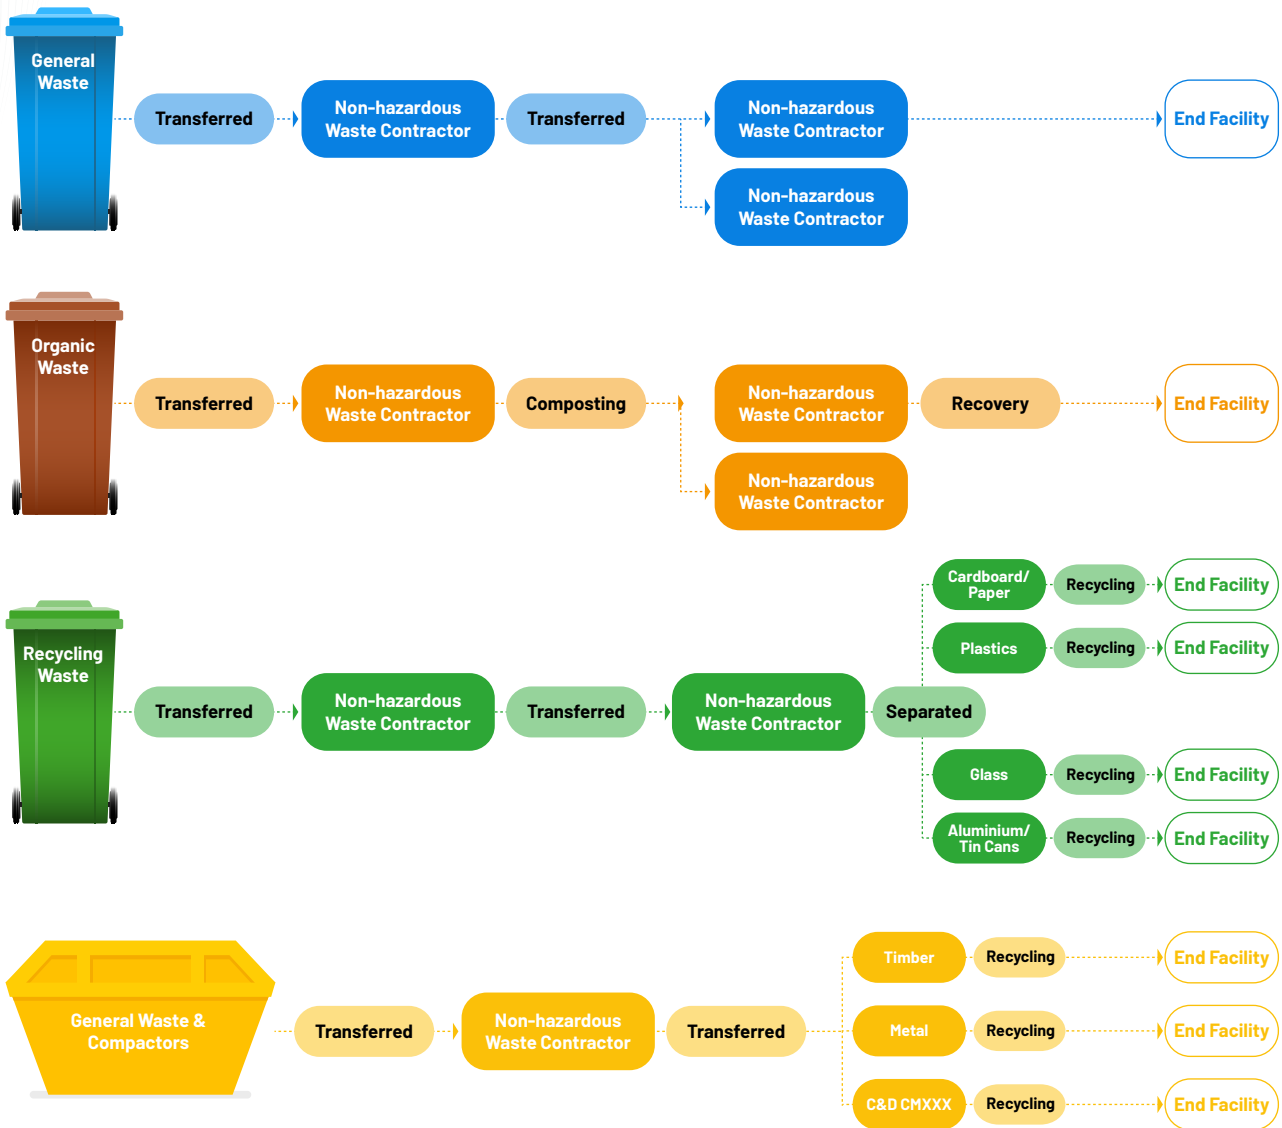 General
Waste
Transferred
Non-hazardous
Waste Contractor
Transferred
Non-hazardous
Waste Contractor
End Facility
Non-hazardous
Waste Contractor
Organic
Waste
Transferred
Non-hazardous
Waste Contractor
Composting
Non-hazardous
Waste Contractor
Recovery
End Facility
Non-hazardous
Waste Contractor
Recycling
Waste
Transferred
Non-hazardous
Waste Contractor
Transferred
Non-hazardous
Waste Contractor
Separated
Cardboard/
Paper
Recycling
End Facility
Plastics
Recycling
End Facility
Glass
Recycling
End Facility
Aluminium/
Tin Cans
Recycling
End Facility
General Waste &
Compactors
Transferred
Non-hazardous
Waste Contractor
Transferred
Timber
Recycling
End Facility
Metal
Recycling
End Facility
C&D CMXXX
Recycling
End Facility